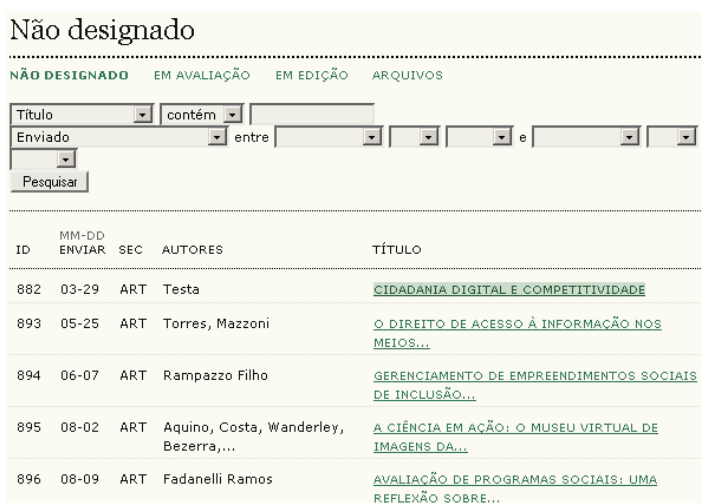 Não designado
NÃO DESIGNADO EM AVALIAÇÃO EM EDIÇÃO ARQUIVOS
Título contém
Enviado entre e
Pesquisar
MM-DD
ID ENVIAR SEC AUTORES TÍTULO
882 03-29 ART Testa CIDADANIA DIGITAL E COMPETITIVIDADE
893 05-25 ART Torres, Mazzoni O DIREITO DE ACESSO À INFORMAÇÃO NOS
MEIOS...
894 06-07 ART Rampazzo Filho GERENCIAMENTO DE EMPREENDIMENTOS SOCIAIS
DE INCLUSÃO...
895 08-02 ART Aquino, Costa, Wanderley, A CIÊNCIA EM AÇÃO: O MUSEU VIRTUAL DE
Bezerra,... IMAGENS DA...
896 08-09 ART Fadanelli Ramos AVALIAÇÃO DE PROGRAMAS SOCIAIS: UMA
REFLEXÃO SOBRE...